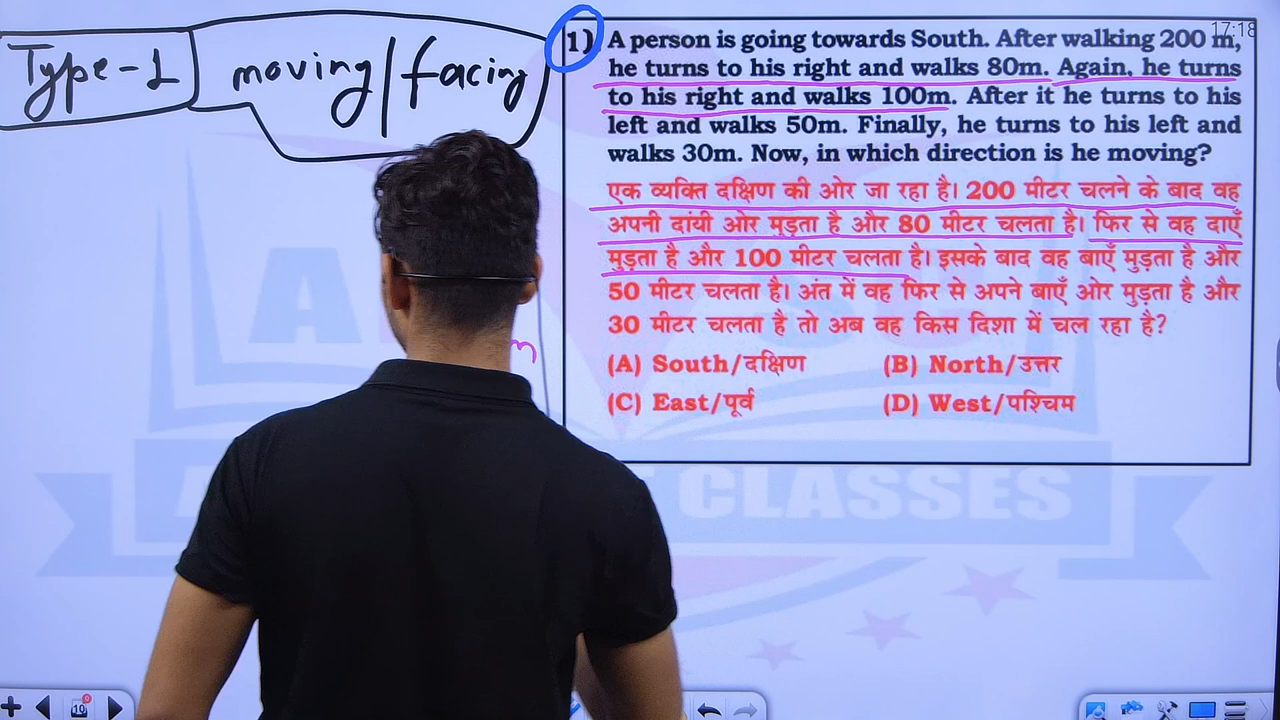 Type-1
moving/facing
17:18
1) A person is going towards South. After walking 200 m,
he turns to his right and walks 80m. Again, he turns
to his right and walks 100m. After it he turns to his
left and walks 50m. Finally, he turns to his left and
walks 30m. Now, in which direction is he moving?
एक व्यक्ति दक्षिण की ओर जा रहा है। 200 मीटर चलने के बाद वह
अपनी दांयी ओर मुड़ता है और 80 मीटर चलता है। फिर से वह दाएँ
मुड़ता है और 100 मीटर चलता है। इसके बाद वह बाएँ मुड़ता है और
50 मीटर चलता है। अंत में वह फिर से अपने बाएँ ओर मुड़ता है और
30 मीटर चलता है तो अब वह किस दिशा में चल रहा है?
(A) South/दक्षिण (B) North/उत्तर
(C) East/पूर्व (D) West/पश्चिम
m
CLASSES
10